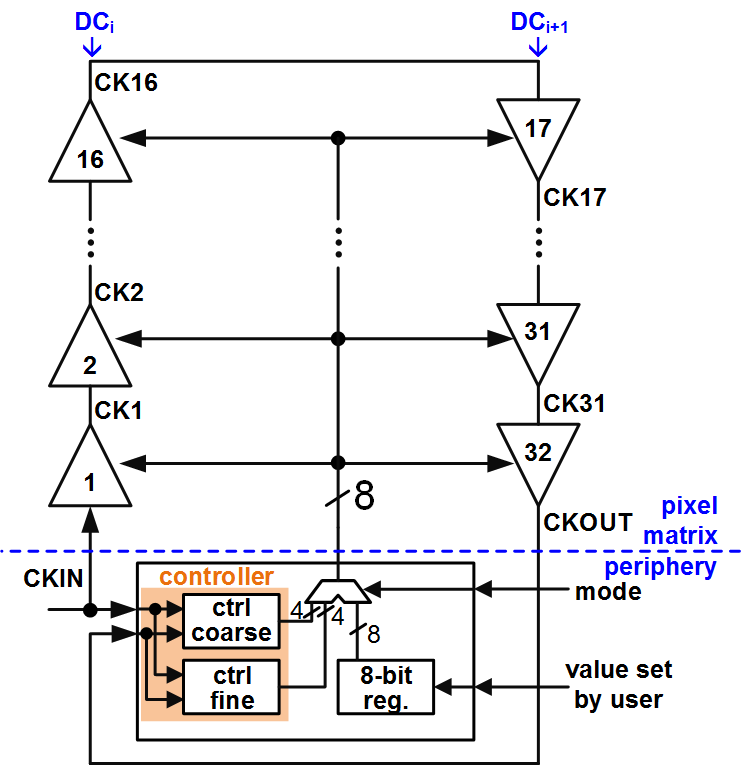 DCi
DCi+1
CK16
16
17
CK17
CK2
2
31
CK1
CK31
1
32
8
CKOUT
pixel
matrix
periphery
CKIN
controller
mode
ctrl
coarse
4
4
8
ctrl
fine
8-bit
reg.
value set
by user